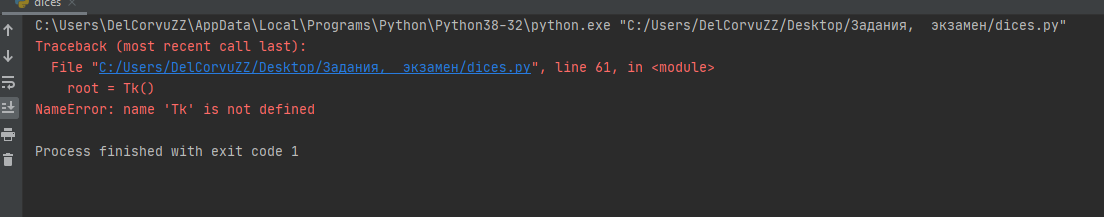 dices
C:\Users\DelCorvuZZ\AppData\Local\Programs\Python\Python38-32\python.exe "C:/Users/DelCorvuZZ/Desktop/Задания,  экзамен/dices.py"
Traceback (most recent call last):
  File "C:/Users/DelCorvuZZ/Desktop/Задания,  экзамен/dices.py", line 61, in <module>
    root = Tk()
NameError: name 'Tk' is not defined
Process finished with exit code 1